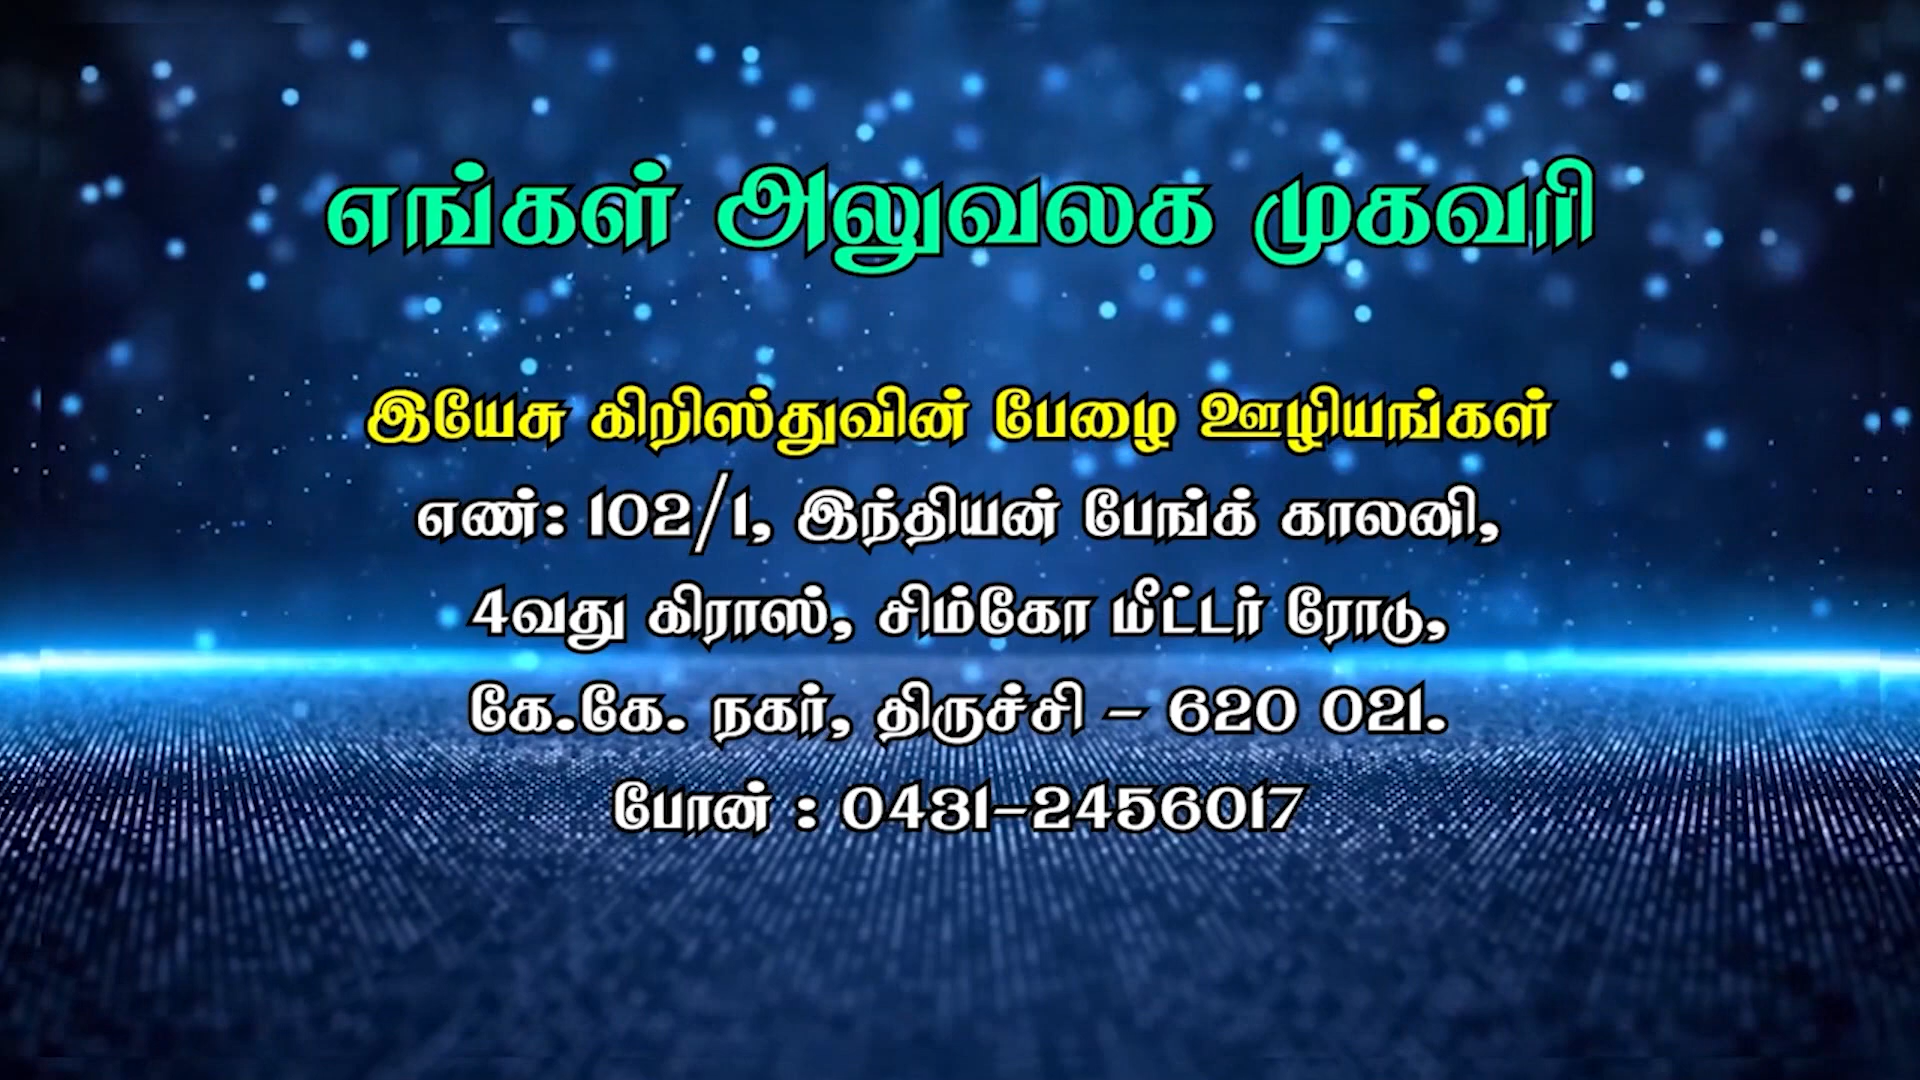 எங்கள் அலுவலக முகவரி
இயேசு கிறிஸ்துவின் பேழை ஊழியங்கள்
எண்: 102/1, இந்தியன் பேங்க் காலனி,
4வது கிராஸ், சிம்கோ மீட்டர் ரோடு,
கே.கே. நகர், திருச்சி – 620 021.
போன் : 0431-2456017